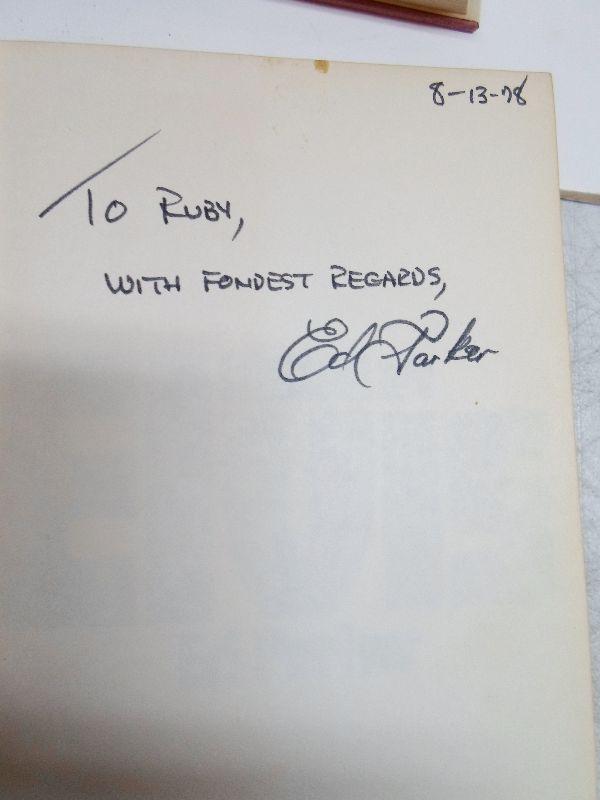 8-13-78
To RUBY,
WITH FONDEST REGARDS,
Ed Parker